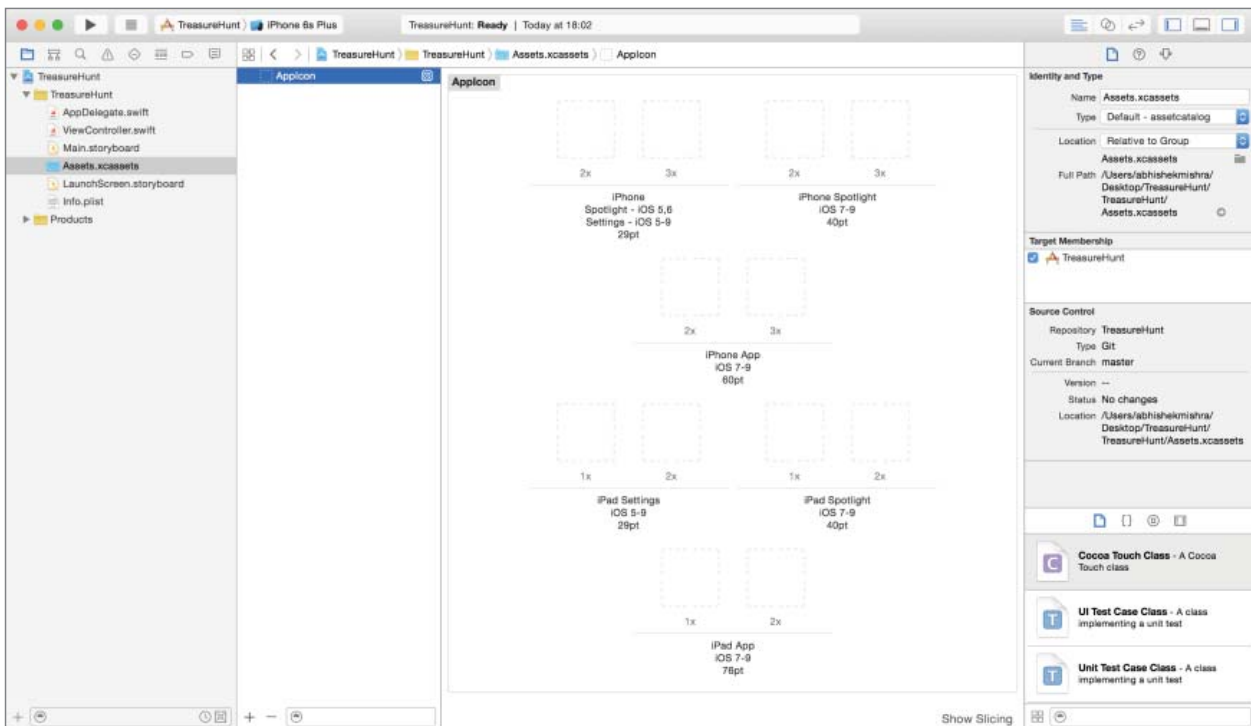 TreasureHunt
iPhone 6s Plus
TreasureHunt: Ready | Today at 18:02
TreasureHunt
TreasureHunt
Assets.xcassets
AppIcon
TreasureHunt
TreasureHunt
AppDelegate.swift
ViewController.swift
Main.storyboard
Assets.xcassets
LaunchScreen.storyboard
Info.plist
Products
AppIcon
AppIcon
2x 3x
iPhone
Spotlight - iOS 5,6
Settings - iOS 5-9
29pt
2x 3x
iPhone Spotlight
iOS 7-9
40pt
2x 3x
iPhone App
iOS 7-9
60pt
1x 2x
iPad Settings
iOS 5-9
29pt
1x 2x
iPad Spotlight
iOS 7-9
40pt
1x 2x
iPad App
iOS 7-9
76pt
Show Slicing
Identity and Type
Name Assets.xcassets
Type Default - assetcatalog
Location Relative to Group
Assets.xcassets
Full Path /Users/abhishekmishra/
Desktop/TreasureHunt/
TreasureHunt/
Assets.xcassets
Target Membership
TreasureHunt
Source Control
Repository TreasureHunt
Type Git
Current Branch master
Version --
Status No changes
Location /Users/abhishekmishra/
Desktop/TreasureHunt/
TreasureHunt/Assets.xcassets
{}
C
Cocoa Touch Class - A Cocoa
Touch class
T
UI Test Case Class - A class
implementing a unit test
T
Unit Test Case Class - A class
implementing a unit test